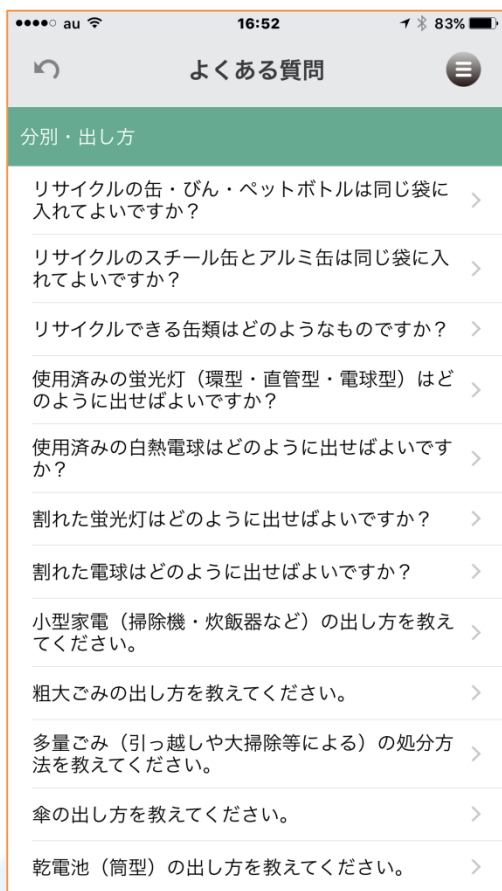 au 16:52 83%
よくある質問
分別・出し方
リサイクルの缶・びん・ペットボトルは同じ袋に
入れてよいですか？
リサイクルのスチール缶とアルミ缶は同じ袋に入
れてよいですか？
リサイクルできる缶類はどのようなものですか？
使用済みの蛍光灯（環型・直管型・電球型）はど
のように出せばよいですか？
使用済みの白熱電球はどのように出せばよいです
か？
割れた蛍光灯はどのように出せばよいですか？
割れた電球はどのように出せばよいですか？
小型家電（掃除機・炊飯器など）の出し方を教え
てください。
粗大ごみの出し方を教えてください。
多量ごみ（引っ越しや大掃除等による）の処分方
法を教えてください。
傘の出し方を教えてください。
乾電池（筒型）の出し方を教えてください。